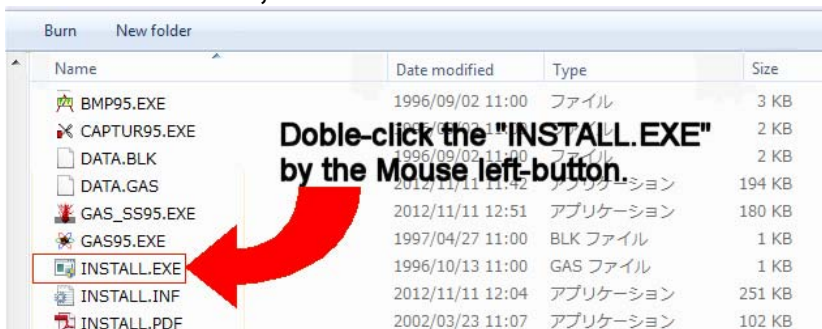 Burn New folder
Name Date modified Type Size
BMP95.EXE 1996/09/02 11:00 ファイル 3 KB
CAPTUR95.EXE 2 KB
Doble-click the "INSTALL.EXE"
DATA.BLK 1996/09/02 11:00 ファイル 2 KB
by the Mouse left-button.
DATA.GAS 2012/11/11 11:42 アプリケーション 194 KB
GAS_SS95.EXE 2012/11/11 12:51 アプリケーション 180 KB
GAS95.EXE 1997/04/27 11:00 BLK ファイル 1 KB
INSTALL.EXE 1996/10/13 11:00 GAS ファイル 1 KB
INSTALL.INF 2012/11/11 12:04 アプリケーション 251 KB
INSTALL.PDF 2002/03/23 11:07 アプリケーション 102 KB